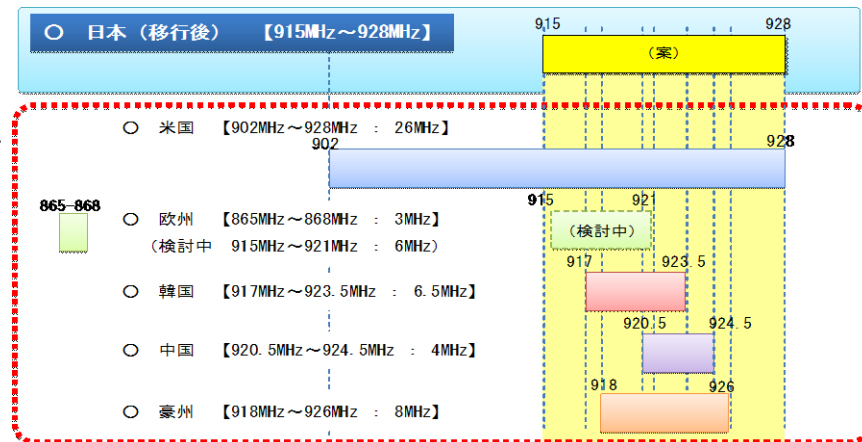 〇 日本（移行後） 【915MHz～928MHz】
915
928
（案）
〇 米国 【902MHz～928MHz : 26MHz】
902
928
865-868
〇 欧州 【865MHz～868MHz : 3MHz】
（検討中 915MHz～921MHz : 6MHz）
915
921
（検討中）
917
923.5
〇 韓国 【917MHz～923.5MHz : 6.5MHz】
920.5
924.5
〇 中国 【920.5MHz～924.5MHz : 4MHz】
918
926
〇 豪州 【918MHz～926MHz : 8MHz】